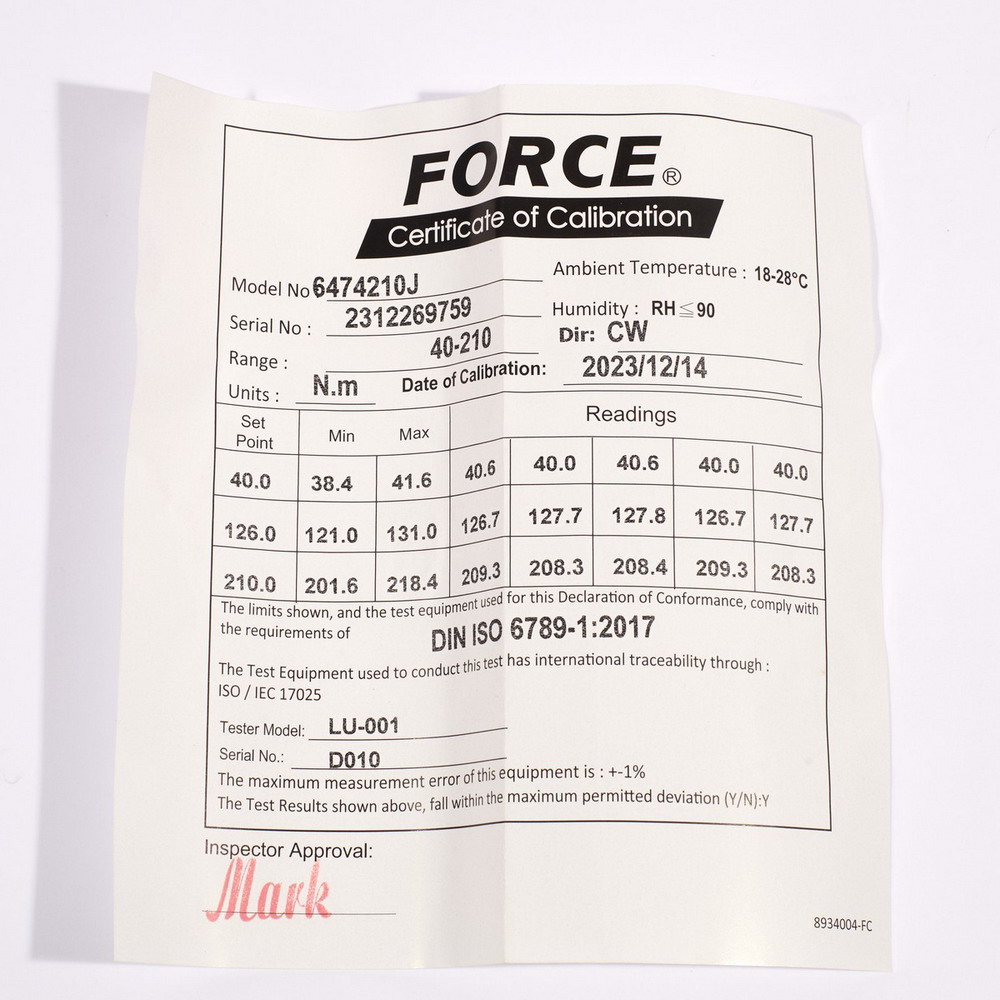 FORCE®
Certificate of Calibration
Model No 6474210J
Ambient Temperature : 18-28°C
Serial No : 2312269759
Humidity : RH ≦ 90
Range : 40-210
Dir: CW
Units : N.m Date of Calibration: 2023/12/14
Set Point Min Max Readings
40.0 38.4 41.6 40.6 40.0 40.6 40.0 40.0
126.0 121.0 131.0 126.7 127.7 127.8 126.7 127.7
210.0 201.6 218.4 209.3 208.3 208.4 209.3 208.3
The limits shown, and the test equipment used for this Declaration of Conformance, comply with
the requirements of DIN ISO 6789-1:2017
The Test Equipment used to conduct this test has international traceability through :
ISO / IEC 17025
Tester Model: LU-001
Serial No.: D010
The maximum measurement error of this equipment is : +-1%
The Test Results shown above, fall within the maximum permitted deviation (Y/N):Y
Inspector Approval:
Mark
8934004-FC